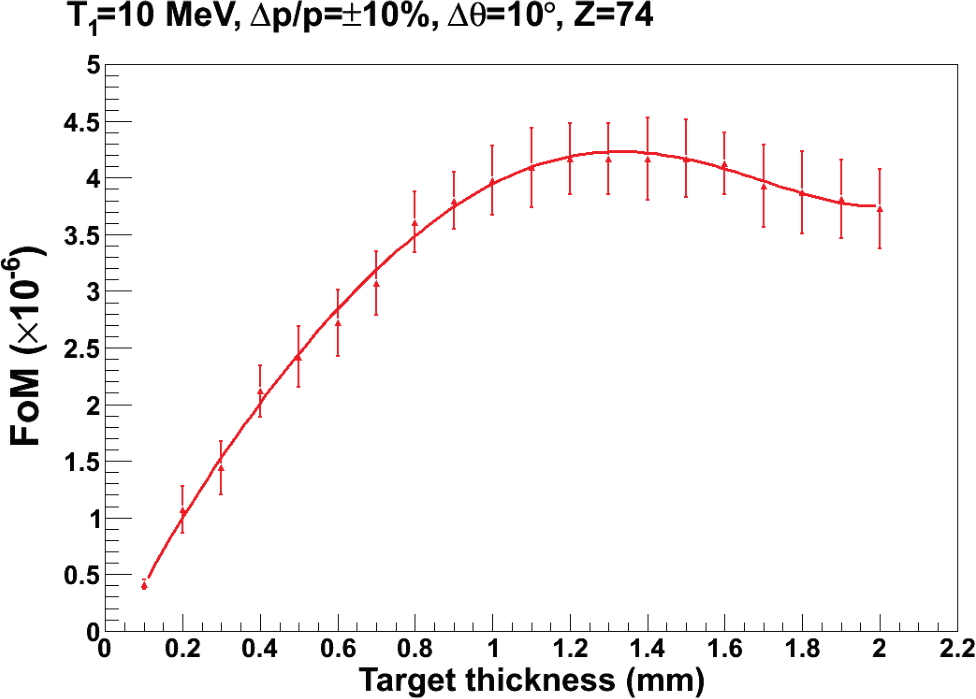 T₁=10 MeV, Δp/p=±10%, Δθ=10°, Z=74
FoM (×10⁻⁶)
5
4.5
4
3.5
3
2.5
2
1.5
1
0.5
0
0 0.2 0.4 0.6 0.8 1 1.2 1.4 1.6 1.8 2 2.2
Target thickness (mm)